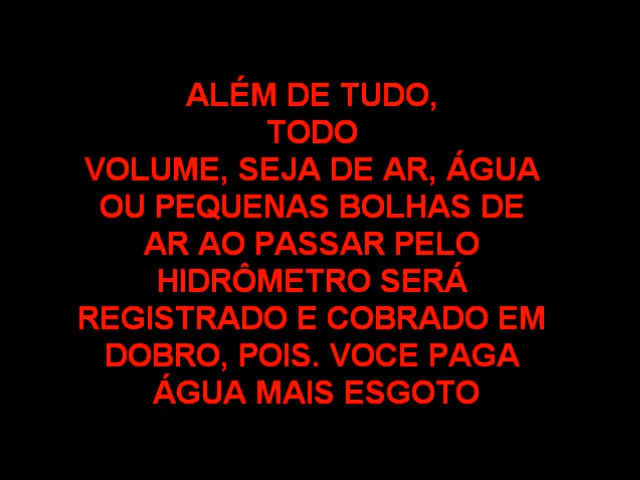 ALÉM DE TUDO,
TODO
VOLUME, SEJA DE AR, ÁGUA
OU PEQUENAS BOLHAS DE
AR AO PASSAR PELO
HIDRÔMETRO SERÁ
REGISTRADO E COBRADO EM
DOBRO, POIS. VOCE PAGA
ÁGUA MAIS ESGOTO